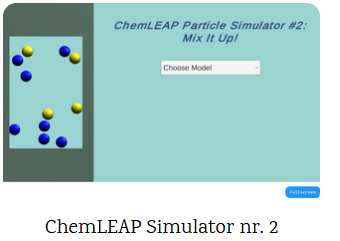 ChemLEAP Particle Simulator #2:
Mix It Up!
Choose Model
Fullscreen
ChemLEAP Simulator nr. 2